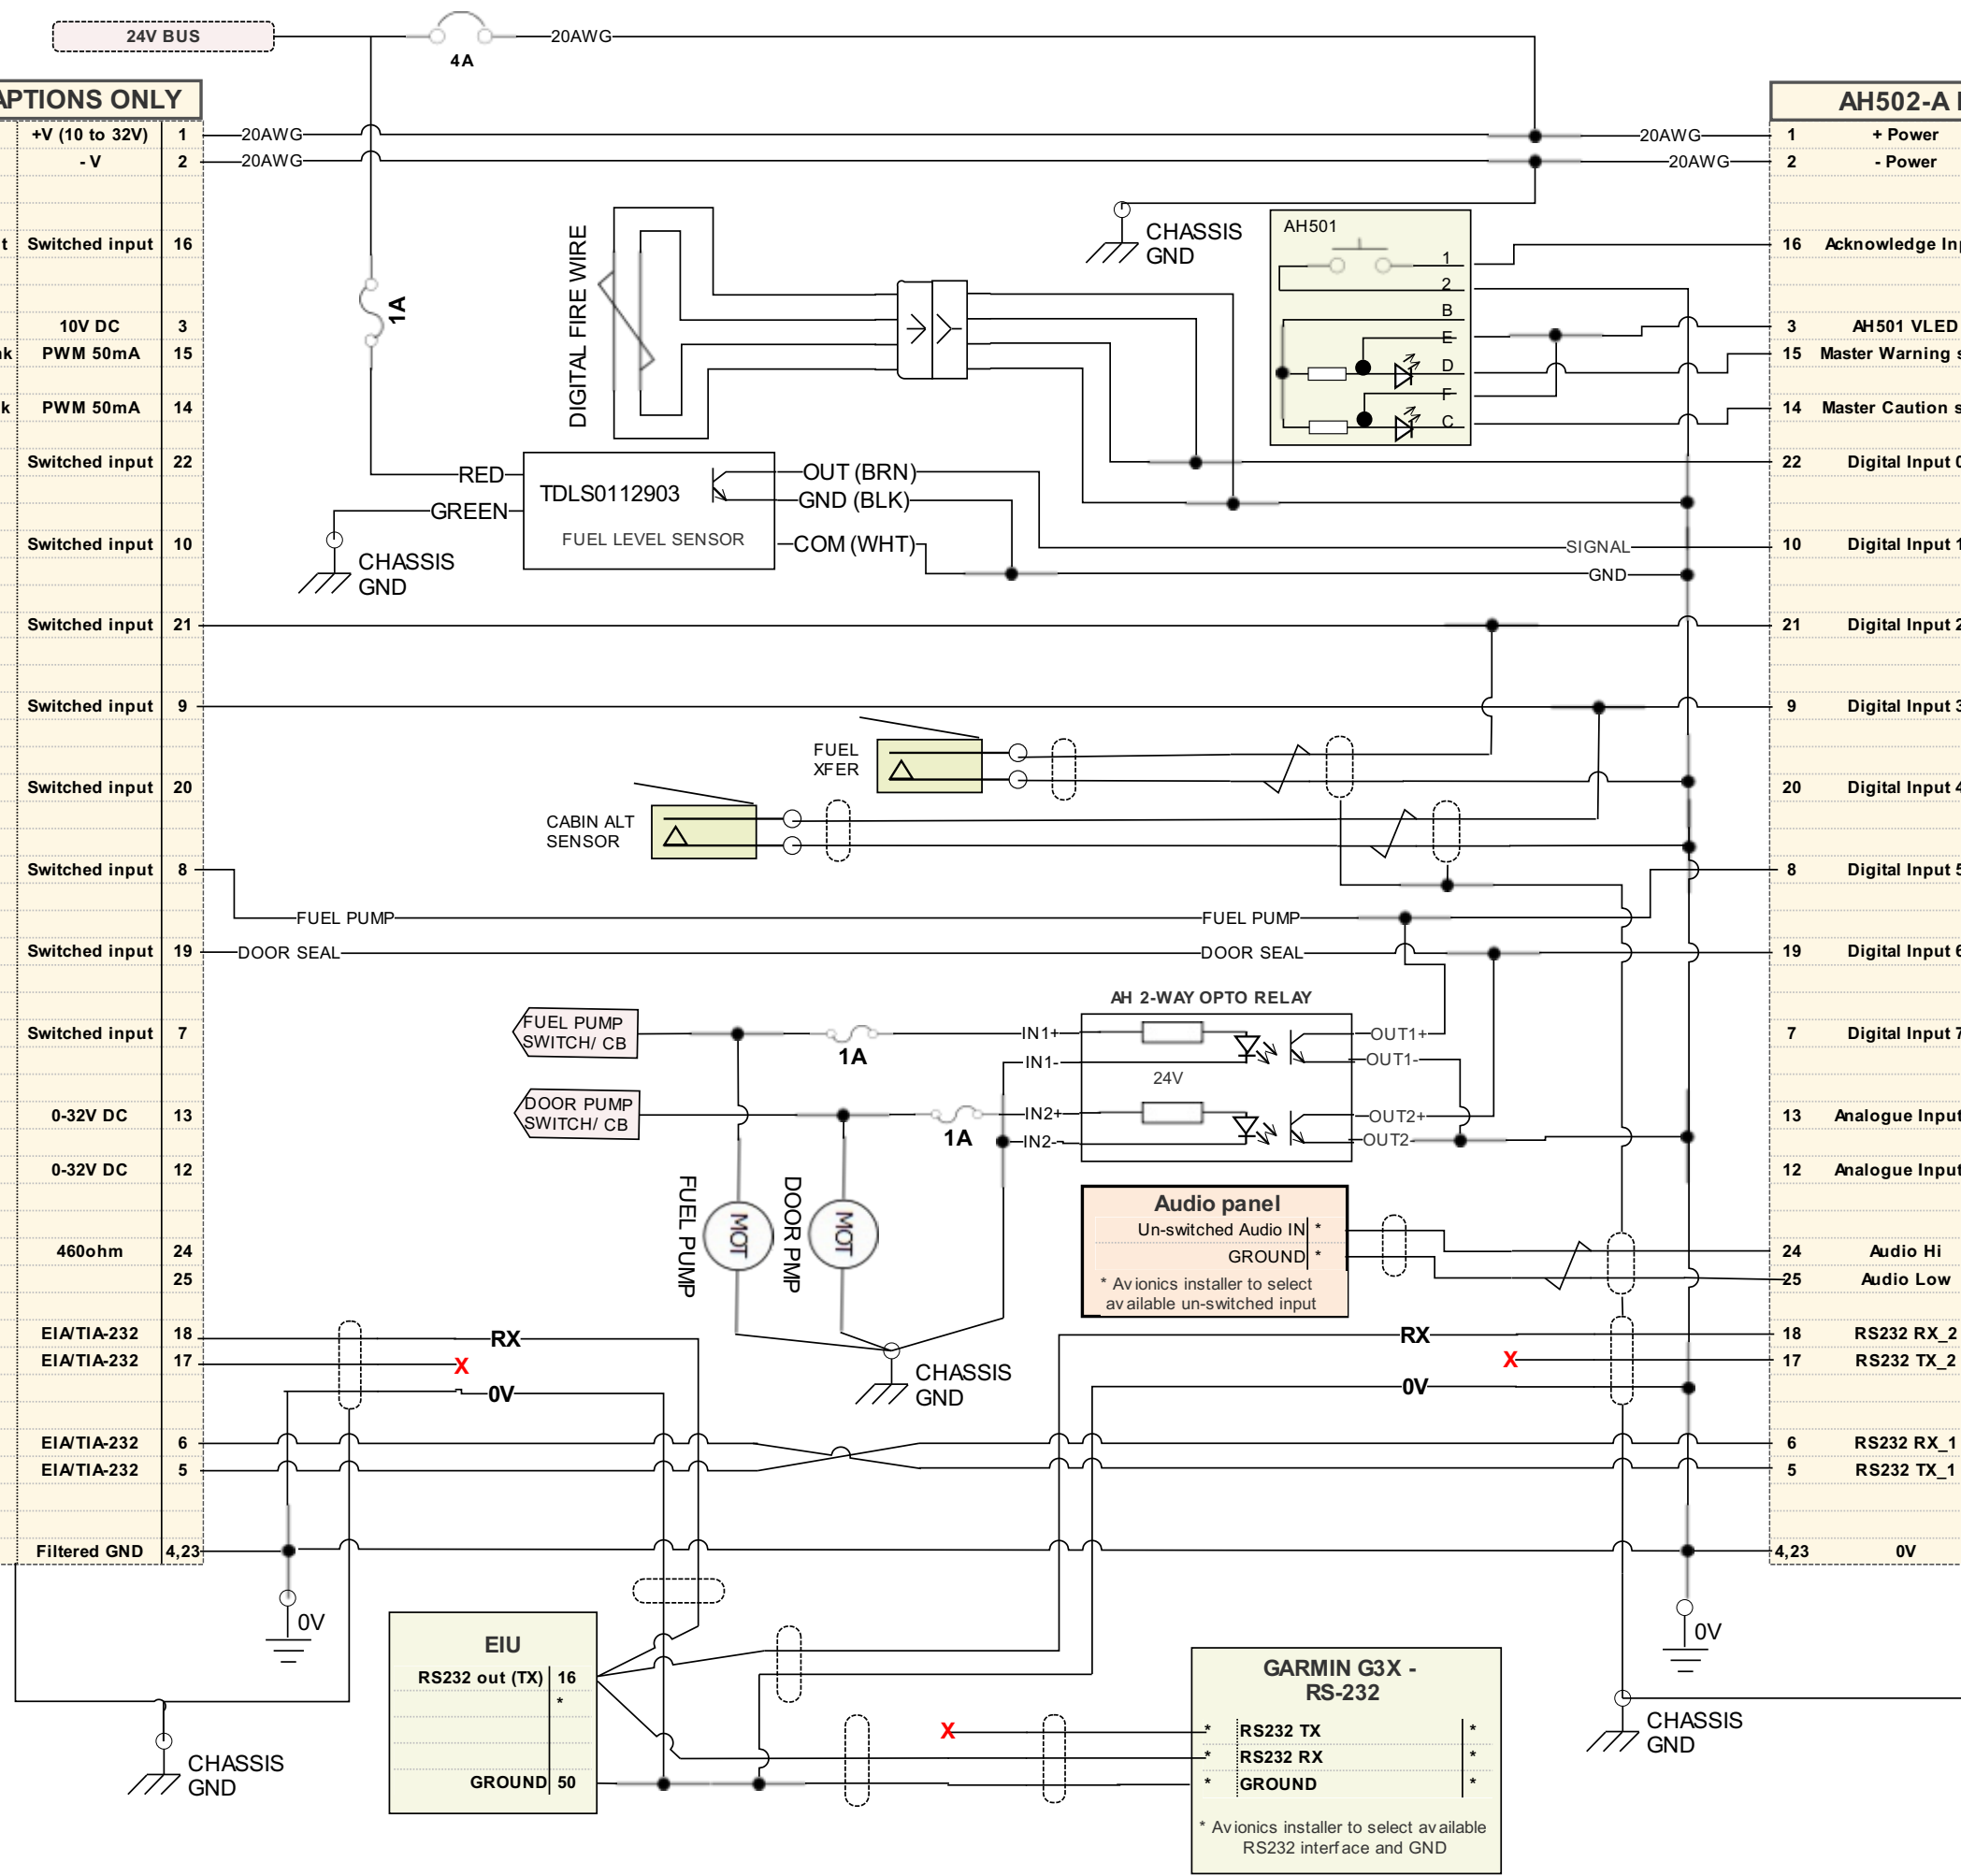 24V BUS
4A
20AWG
APTIONS ONLY
+V (10 to 32V) 1
- V 2
t Switched input 16
10V DC 3
nk PWM 50mA 15
k PWM 50mA 14
Switched input 22
Switched input 10
Switched input 21
Switched input 9
Switched input 20
Switched input 8
Switched input 19
Switched input 7
0-32V DC 13
0-32V DC 12
460ohm 24
25
EIA/TIA-232 18
EIA/TIA-232 17
EIA/TIA-232 6
EIA/TIA-232 5
Filtered GND 4,23
20AWG
20AWG
20AWG
20AWG
1A
DIGITAL FIRE WIRE
CHASSIS
GND
AH501
1
2
B
E
D
F
C
RED
GREEN
TDLS0112903
FUEL LEVEL SENSOR
OUT (BRN)
GND (BLK)
COM (WHT)
CHASSIS
GND
SIGNAL
GND
FUEL
XFER
CABIN ALT
SENSOR
FUEL PUMP
FUEL PUMP
DOOR SEAL
DOOR SEAL
AH 2-WAY OPTO RELAY
FUEL PUMP
SWITCH/ CB
1A
IN1+
IN1-
24V
OUT1+
OUT1-
DOOR PUMP
SWITCH/ CB
1A
IN2+
IN2-
OUT2+
OUT2-
FUEL PUMP
MOT
DOOR PMP
MOT
CHASSIS
GND
Audio panel
Un-switched Audio IN *
GROUND *
* Avionics installer to select
available un-switched input
RX
X
0V
RX
X
0V
0V
CHASSIS
GND
EIU
RS232 out (TX) 16
*
GROUND 50
X
GARMIN G3X -
RS-232
* RS232 TX *
* RS232 RX *
* GROUND *
* Avionics installer to select available
RS232 interface and GND
0V
CHASSIS
GND
AH502-A
1 + Power
2 - Power
16 Acknowledge In
3 AH501 VLED
15 Master Warning s
14 Master Caution s
22 Digital Input 0
10 Digital Input 1
21 Digital Input 2
9 Digital Input 3
20 Digital Input 4
8 Digital Input 5
19 Digital Input 6
7 Digital Input 7
13 Analogue Input
12 Analogue Input
24 Audio Hi
25 Audio Low
18 RS232 RX_2
17 RS232 TX_2
6 RS232 RX_1
5 RS232 TX_1
4,23 0V